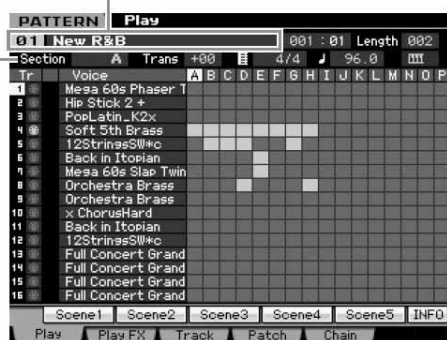 PATTERN Play
01 New R&B 001 : 01 Length 002
Section A Trans +00 4/4 96.0
Tr Voice A B C D E F G H I J K L M N O P
1 Mega 60s Phaser T
2 Hip Stick 2 +
3 PopLatin_K2x
4 Soft 5th Brass
5 12StringsSW*c
6 Back in Itopian
7 Mega 60s Slap Twin
8 Orchestra Brass
9 Orchestra Brass
10 x ChorusHard
11 Back in Itopian
12 12StringsSW*c
13 Full Concert Grand
14 Full Concert Grand
15 Full Concert Grand
16 Full Concert Grand
Scene1 Scene2 Scene3 Scene4 Scene5 INFO
Play Play FX Track Patch Chain